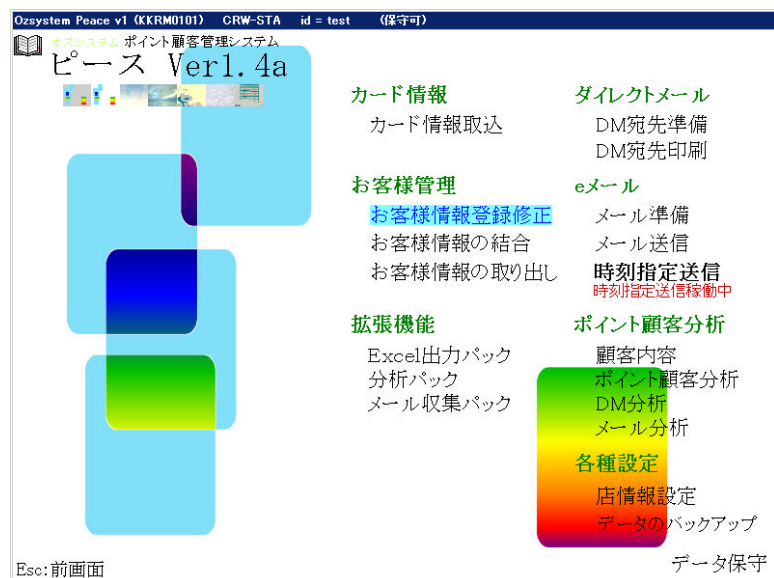 Ozsystem Peace v1 (KKRM0101) CRW-STA id = test (保守可)
オズシステム ポイント顧客管理システム
ピース Ver1.4a
カード情報
カード情報取込
お客様管理
お客様情報登録修正
お客様情報の結合
お客様情報の取り出し
拡張機能
Excel出力パック
分析パック
メール収集パック
ダイレクトメール
DM宛先準備
DM宛先印刷
eメール
メール準備
メール送信
時刻指定送信
時刻指定送信稼働中
ポイント顧客分析
顧客内容
ポイント顧客分析
DM分析
メール分析
各種設定
店情報設定
データのバックアップ
データ保守
Esc:前画面